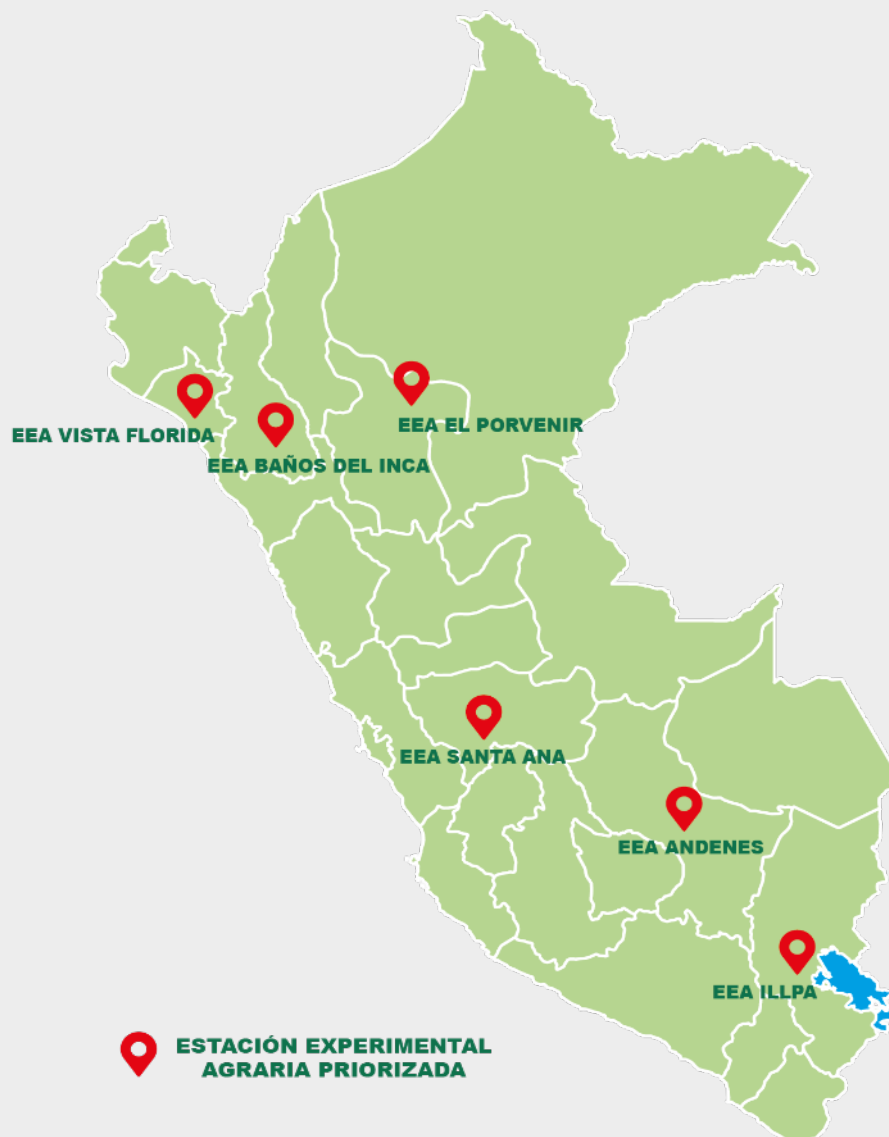 EEA EL PORVENIR
EEA VISTA FLORIDA
EEA BAÑOS DEL INCA
EEA SANTA ANA
EEA ANDENES
EEA ILLPA
ESTACIÓN EXPERIMENTAL
AGRARIA PRIORIZADA